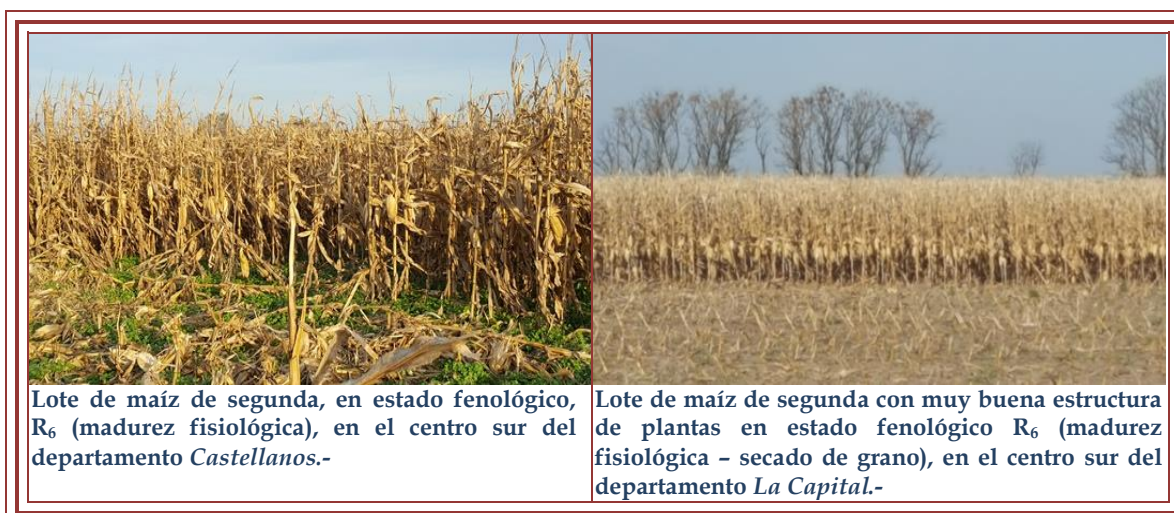 Lote de maíz de segunda, en estado fenológico,
R₆ (madurez fisiológica), en el centro sur del
departamento Castellanos.-
Lote de maíz de segunda con muy buena estructura
de plantas en estado fenológico R₆ (madurez
fisiológica – secado de grano), en el centro sur del
departamento La Capital.-